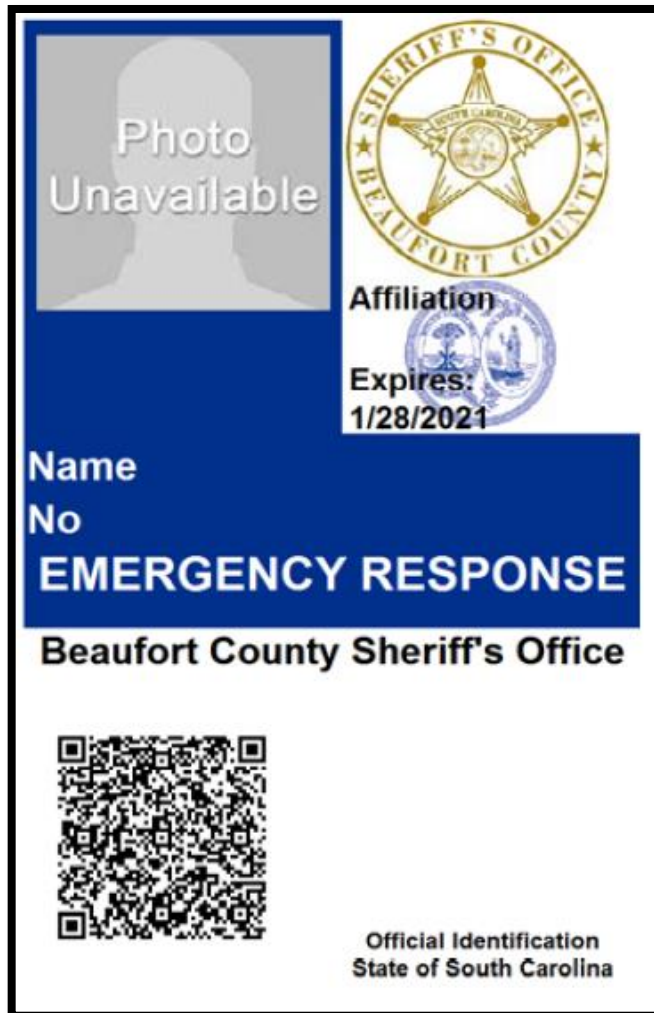 Photo
Unavailable
SHERIFF'S OFFICE
BEAUFORT COUNTY
SOUTH CAROLINA
Affiliation
Expires:
1/28/2021
Name
No
EMERGENCY RESPONSE
Beaufort County Sheriff's Office
Official Identification
State of South Carolina